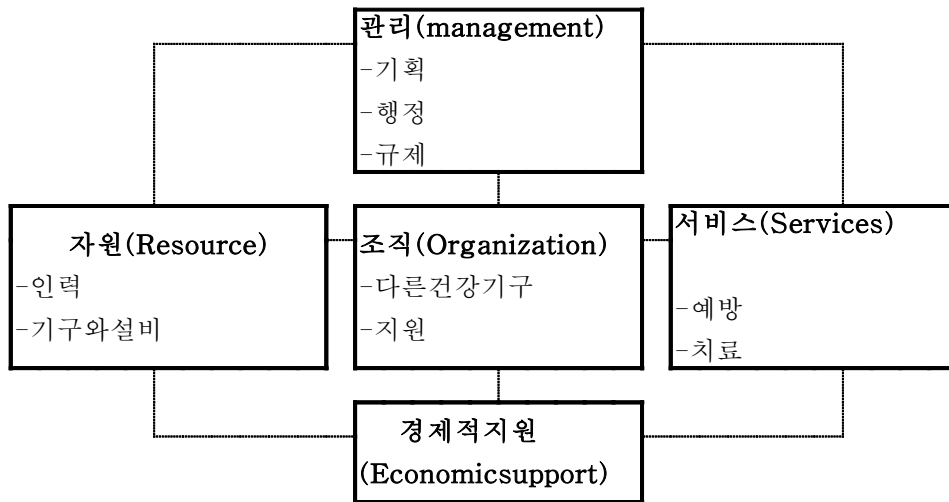 관리(management)
-기획
-행정
-규제
자원(Resource)
-인력
-기구와설비
조직(Organization)
-다른건강기구
-지원
서비스(Services)
-예방
-치료
경제적지원
(Economicsupport)